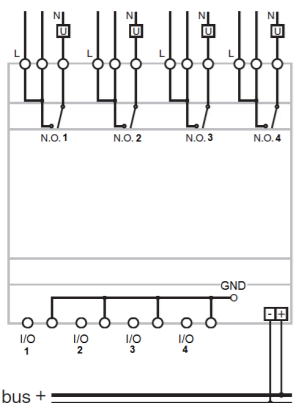 N N N N
U U U U
L L L L
N.O. 1 N.O. 2 N.O. 3 N.O. 4
GND
- +
I/O I/O I/O I/O
1 2 3 4
bus +